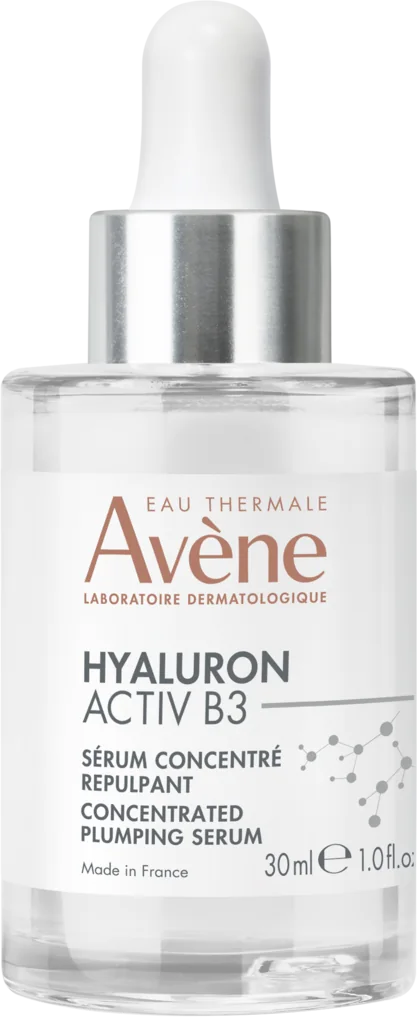 EAU THERMALE
Avène
LABORATOIRE DERMATOLOGIQUE
HYALURON
ACTIV B3
SÉRUM CONCENTRÉ
REPULPANT
CONCENTRATED
PLUMPING SERUM
Made in France 30ml ℮ 1.0fl.oz